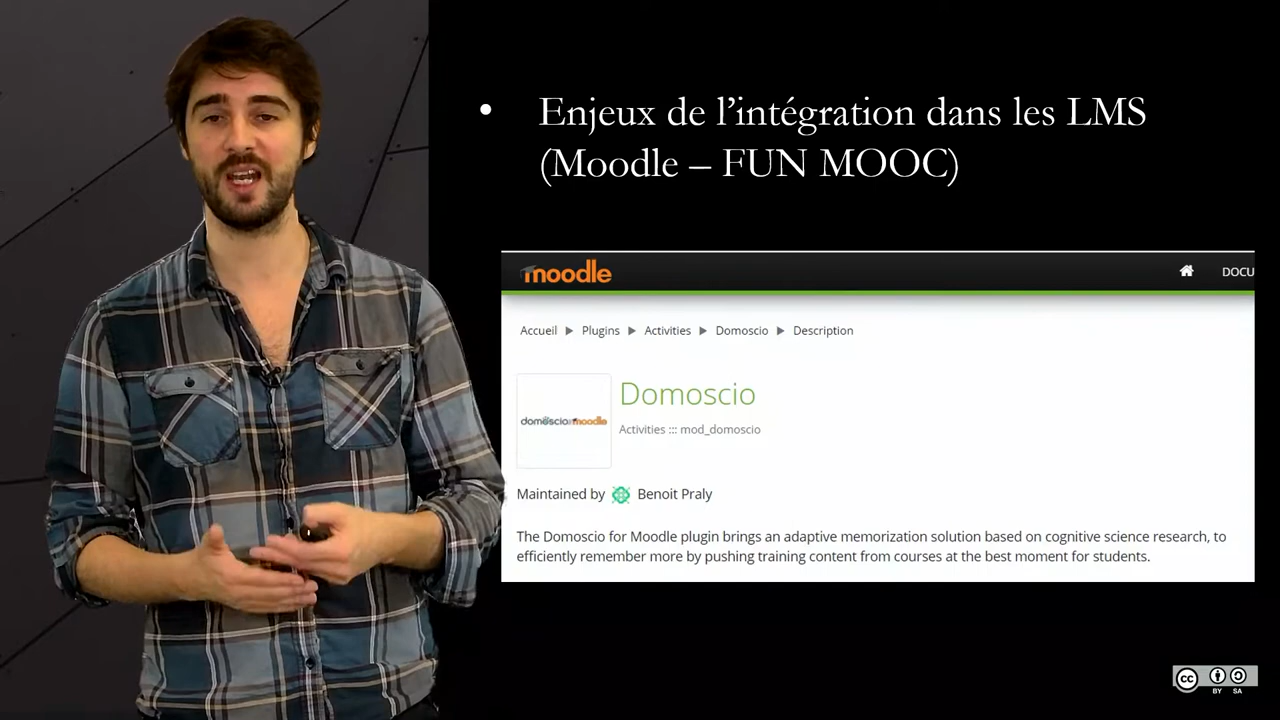 • Enjeux de l’intégration dans les LMS
(Moodle – FUN MOOC)
moodle
DOCU
Accueil ▶ Plugins ▶ Activities ▶ Domoscio ▶ Description
domoscio moodle
Domoscio
Activities ::: mod_domoscio
Maintained by Benoit Praly
The Domoscio for Moodle plugin brings an adaptive memorization solution based on cognitive science research, to
efficiently remember more by pushing training content from courses at the best moment for students.
cc
BY SA